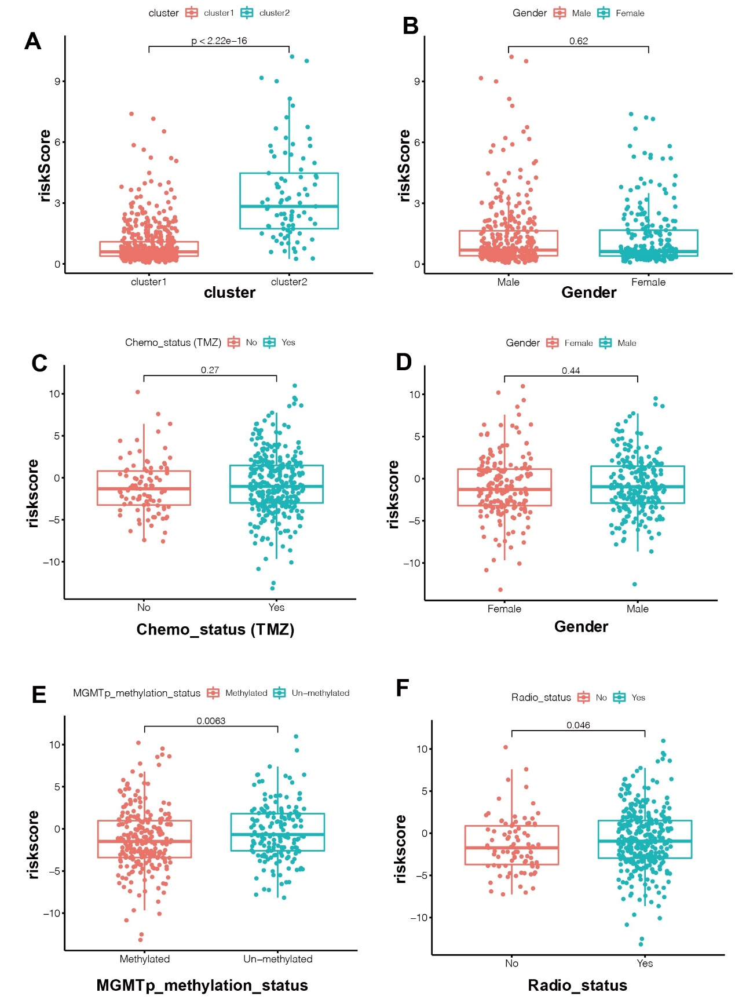 cluster cluster1 cluster2
A
p < 2.22e−16
9
6
3
0
riskScore
cluster1 cluster2
cluster
Gender Male Female
B
0.62
9
6
3
0
riskScore
Male Female
Gender
Chemo_status (TMZ) No Yes
C
0.27
10
5
0
−5
−10
riskscore
No Yes
Chemo_status (TMZ)
Gender Female Male
D
0.44
10
5
0
−5
−10
riskscore
Female Male
Gender
MGMTp_methylation_status Methylated Un−methylated
E
0.0063
10
5
0
−5
−10
riskscore
Methylated Un−methylated
MGMTp_methylation_status
Radio_status No Yes
F
0.046
10
5
0
−5
−10
riskscore
No Yes
Radio_status